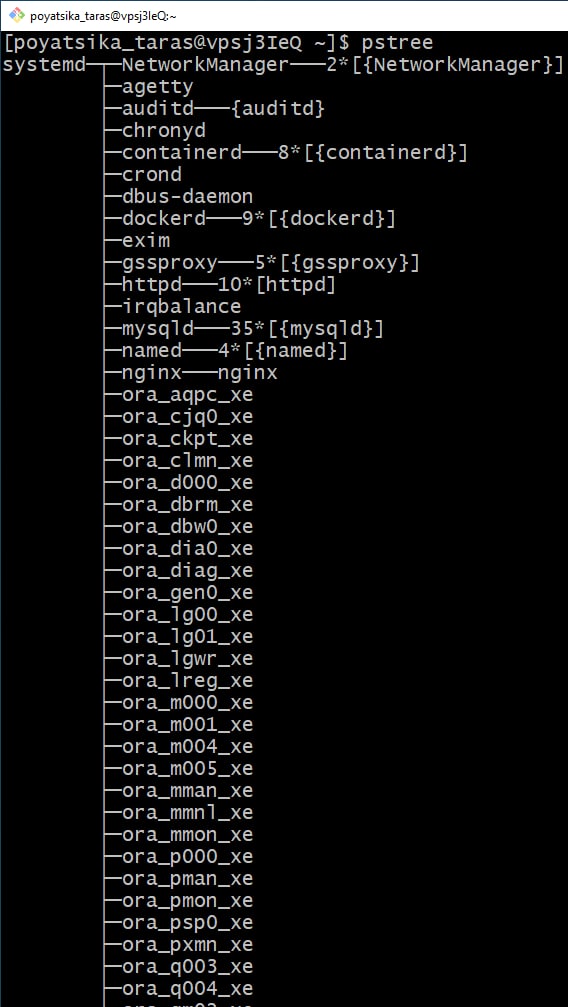 poyatsika_taras@vpsj3IeQ:~
[poyatsika_taras@vpsj3IeQ ~]$ pstree
systemd─┬─NetworkManager───2*[{NetworkManager}]
├─agetty
├─auditd───{auditd}
├─chronyd
├─containerd───8*[{containerd}]
├─crond
├─dbus-daemon
├─dockerd───9*[{dockerd}]
├─exim
├─gssproxy───5*[{gssproxy}]
├─httpd───10*[httpd]
├─irqbalance
├─mysqld───35*[{mysqld}]
├─named───4*[{named}]
├─nginx───nginx
├─ora_aqpc_xe
├─ora_cjq0_xe
├─ora_ckpt_xe
├─ora_clmn_xe
├─ora_d000_xe
├─ora_dbrm_xe
├─ora_dbw0_xe
├─ora_dia0_xe
├─ora_diag_xe
├─ora_gen0_xe
├─ora_lg00_xe
├─ora_lg01_xe
├─ora_lgwr_xe
├─ora_lreg_xe
├─ora_m000_xe
├─ora_m001_xe
├─ora_m004_xe
├─ora_m005_xe
├─ora_mman_xe
├─ora_mmnl_xe
├─ora_mmon_xe
├─ora_p000_xe
├─ora_pman_xe
├─ora_pmon_xe
├─ora_psp0_xe
├─ora_pxmn_xe
├─ora_q003_xe
├─ora_q004_xe